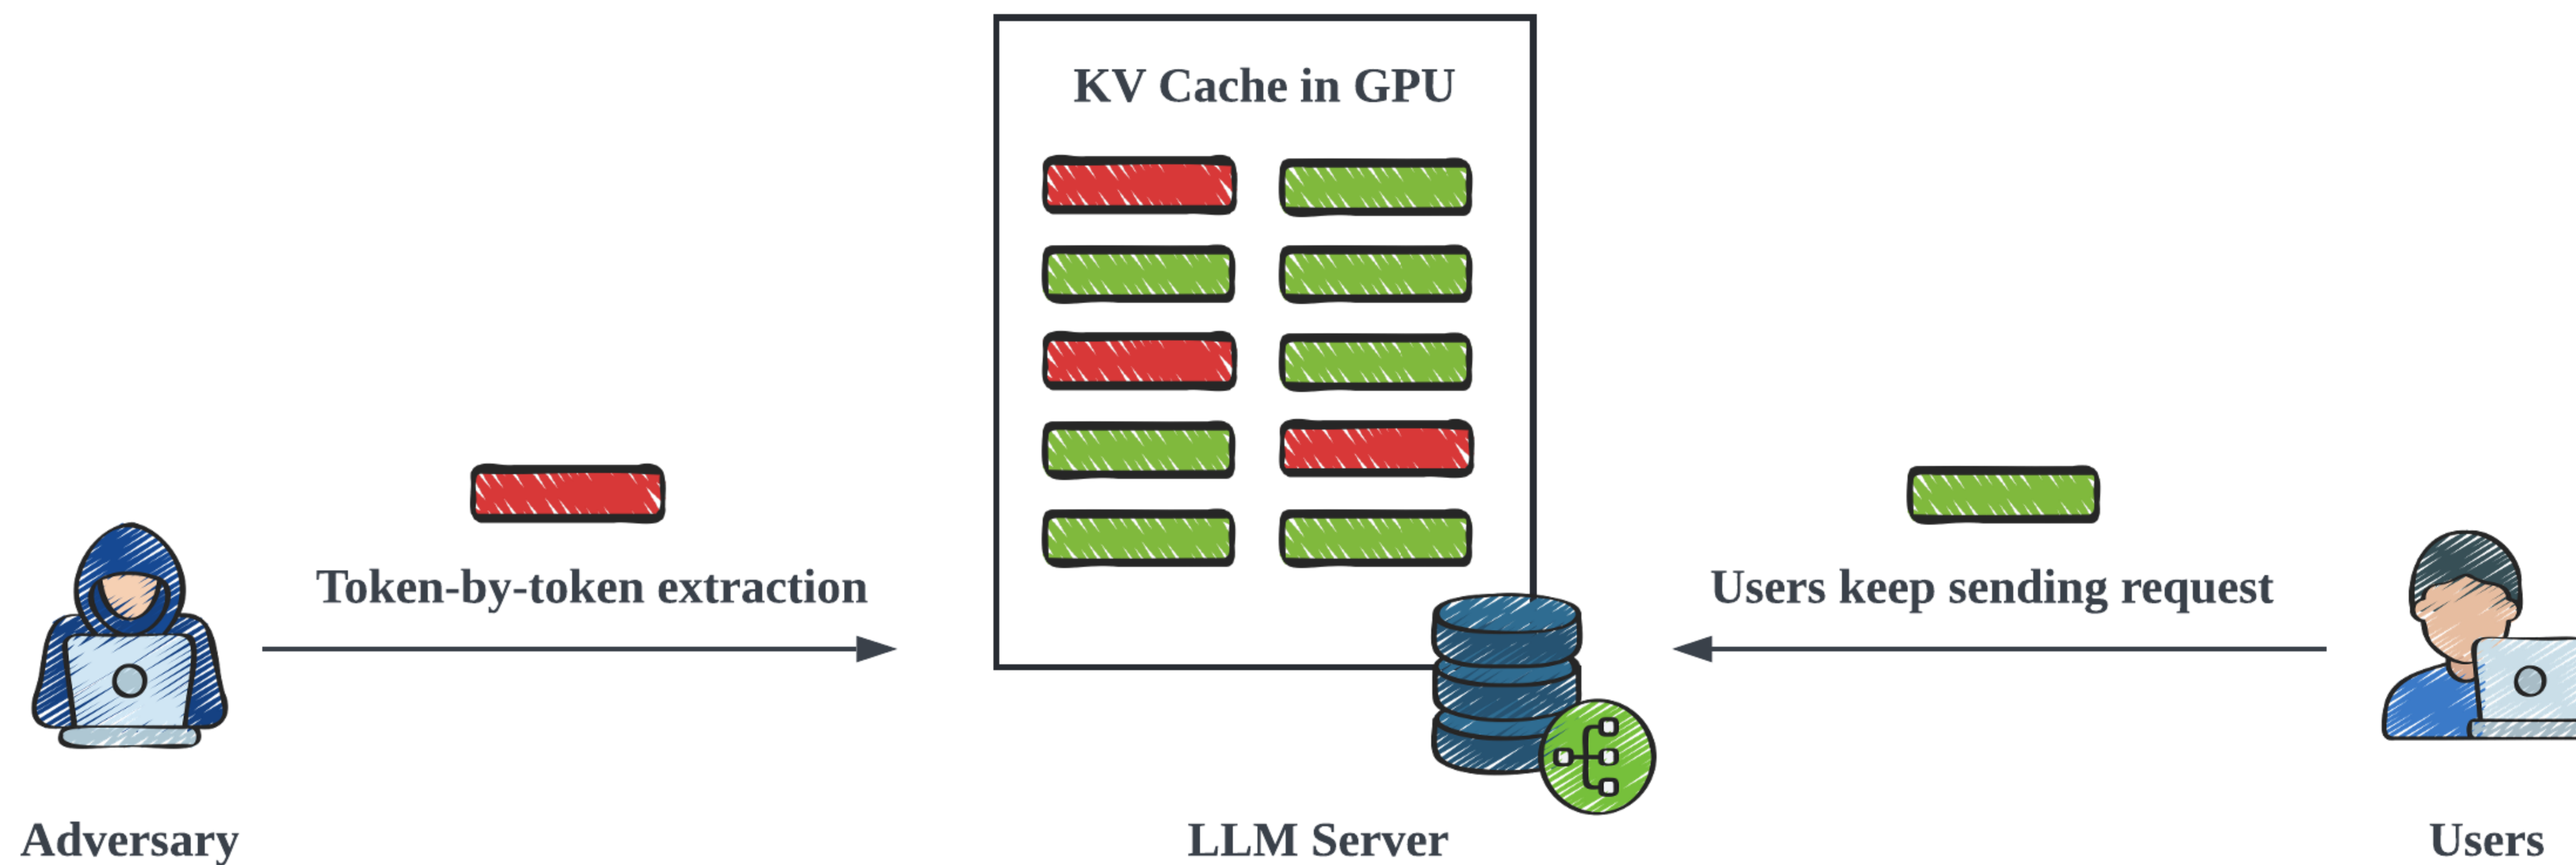 KV Cache in GPU
Token-by-token extraction
Users keep sending request
Adversary
LLM Server
Users